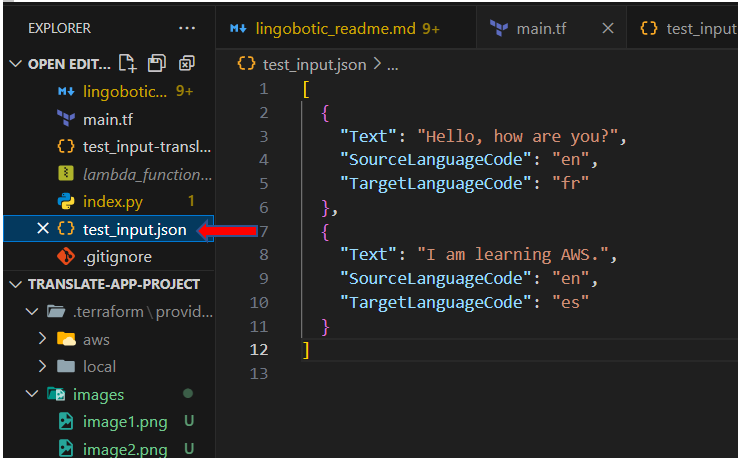 EXPLORER ...
OPEN EDIT...
lingobotic... 9+
main.tf
test_input-transl...
lambda_function...
index.py 1
test_input.json
.gitignore
TRANSLATE-APP-PROJECT
.terraform \ provid...
aws
local
images
image1.png U
image2.png U
lingobotic_readme.md 9+
main.tf
test_input
test_input.json > ...
1 [
2 {
3 "Text": "Hello, how are you?",
4 "SourceLanguageCode": "en",
5 "TargetLanguageCode": "fr"
6 },
7 {
8 "Text": "I am learning AWS.",
9 "SourceLanguageCode": "en",
10 "TargetLanguageCode": "es"
11 }
12 ]
13